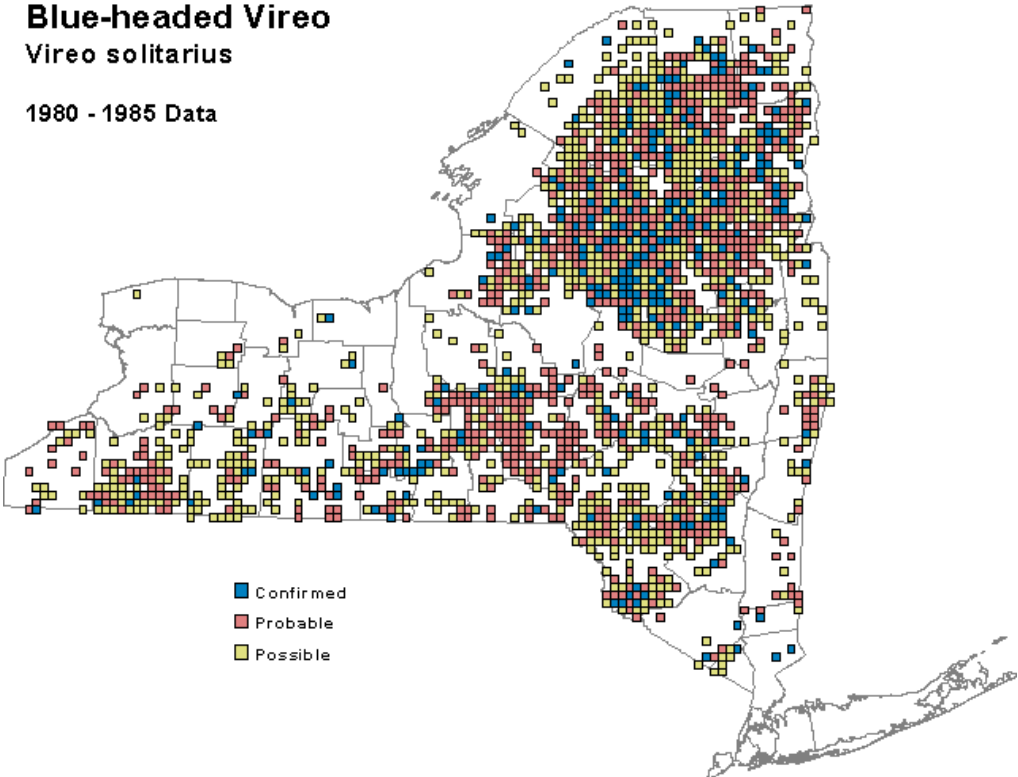 Blue-headed Vireo
Vireo solitarius
1980 - 1985 Data
Confirmed
Probable
Possible